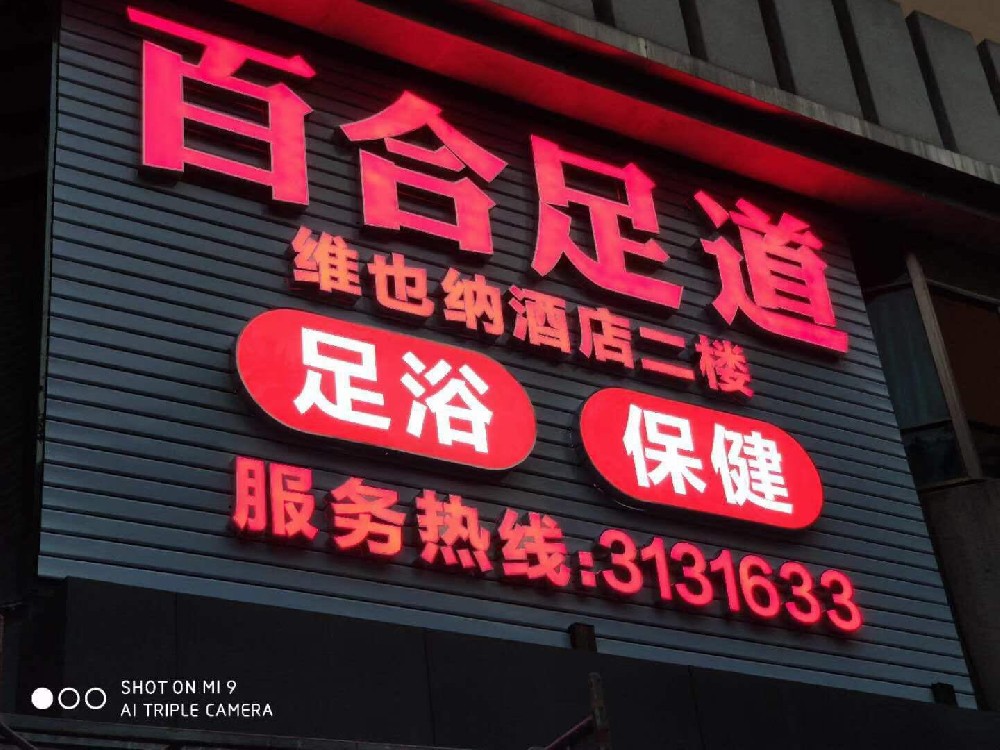 百合足道
维也纳酒店二楼
足浴 保健
服务热线:3131633
SHOT ON MI 9
AI TRIPLE CAMERA